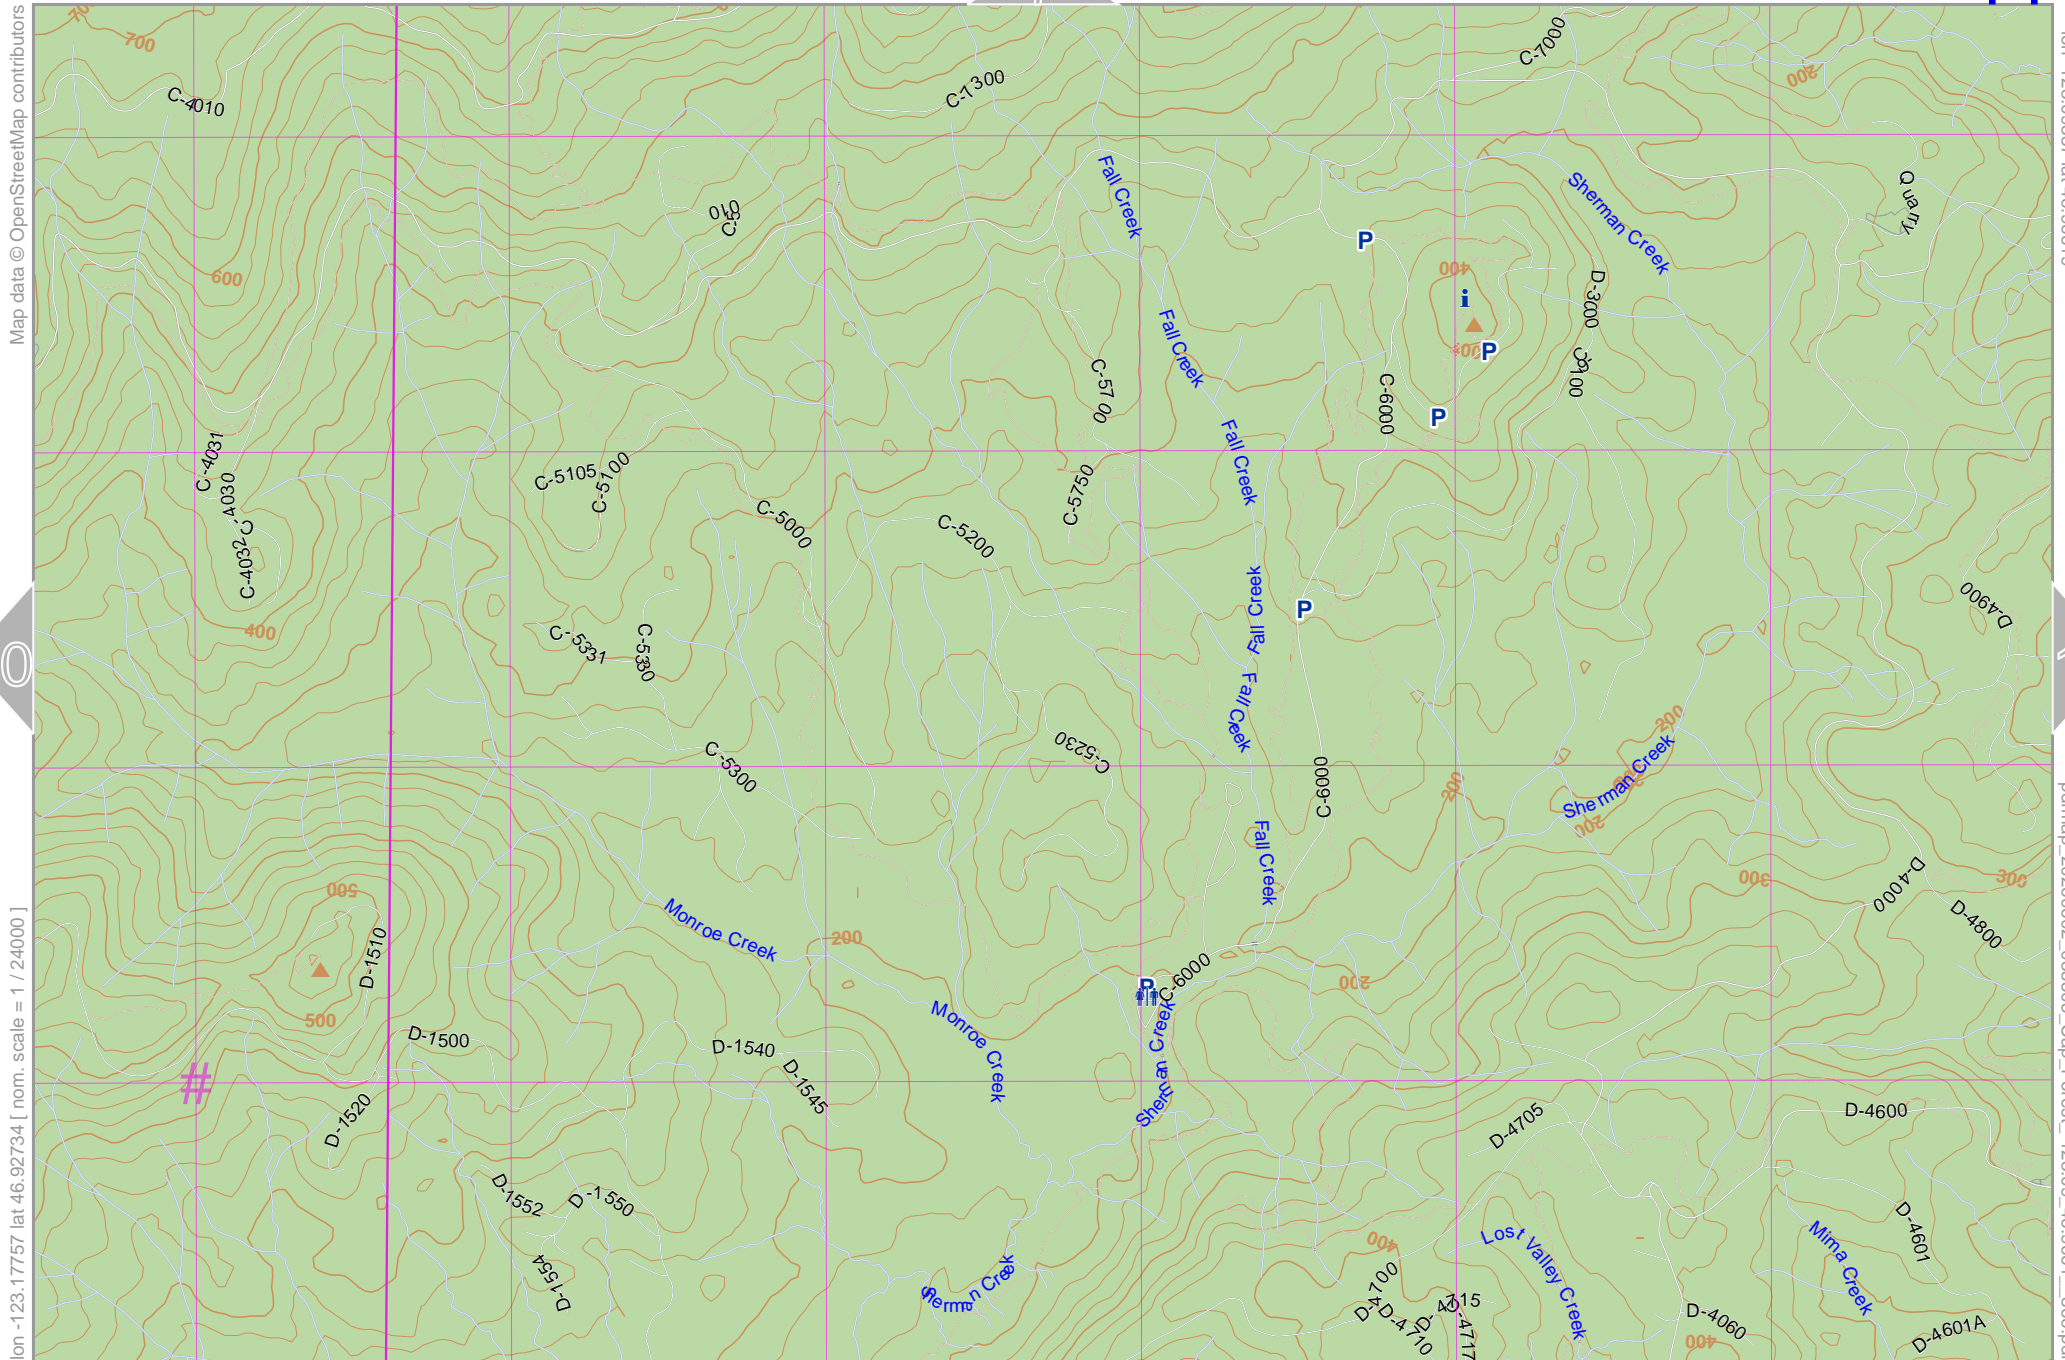 Map data © OpenStreetMap contributors
lon -123.17757 lat 46.92734 [ nom. scale = 1 / 24000 ]
700
C-4010
C-1300
C-7000
200
Fall Creek
Sherman Creek
Quarry
P
600
400
i
D-3000
Fall Creek
P
C-5700
C-6000
P
C-4031
C-4030
C-4032
C-5105
C-5100
C-5000
C-5200
C-5750
Fall Creek
Fall Creek
P
D-4900
400
C-5331
C-5330
Fall Creek
200
C-5300
C-5230
C-6000
200
Sherman Creek
200
Fall Creek
500
Monroe Creek
300
D-4000
300
D-1510
200
D-4800
P
C-6000
200
500
Monroe Creek
Sherman Creek
D-1500
D-1540
#
D-1545
D-1520
D-4705
D-4600
D-1552
D-1550
D-1554
Sherman Creek
400
Lost Valley Creek
Mima Creek
D-4601
D-4700
D-4710
D-4715
D-4717
D-4060
400
D-4601A